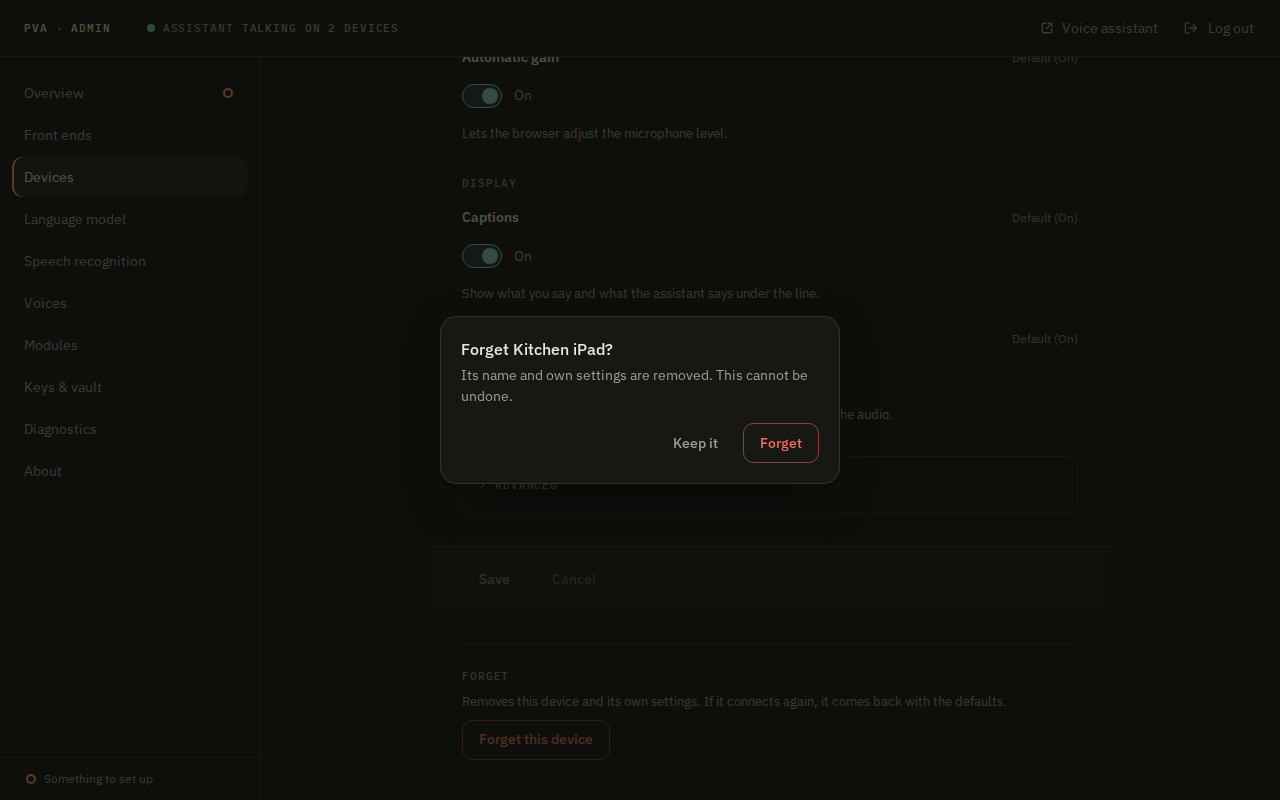 PVA · ADMIN
ASSISTANT TALKING ON 2 DEVICES
Voice assistant
Log out
Overview
Front ends
Devices
Language model
Speech recognition
Voices
Modules
Keys & vault
Diagnostics
About
Something to set up
Automatic gain
Default (On)
On
Lets the browser adjust the microphone level.
DISPLAY
Captions
Default (On)
On
Show what you say and what the assistant says under the line.
Default (On)
Forget Kitchen iPad?
Its name and own settings are removed. This cannot be
undone.
Keep it
Forget
he audio.
ADVANCED
Save
Cancel
FORGET
Removes this device and its own settings. If it connects again, it comes back with the defaults.
Forget this device